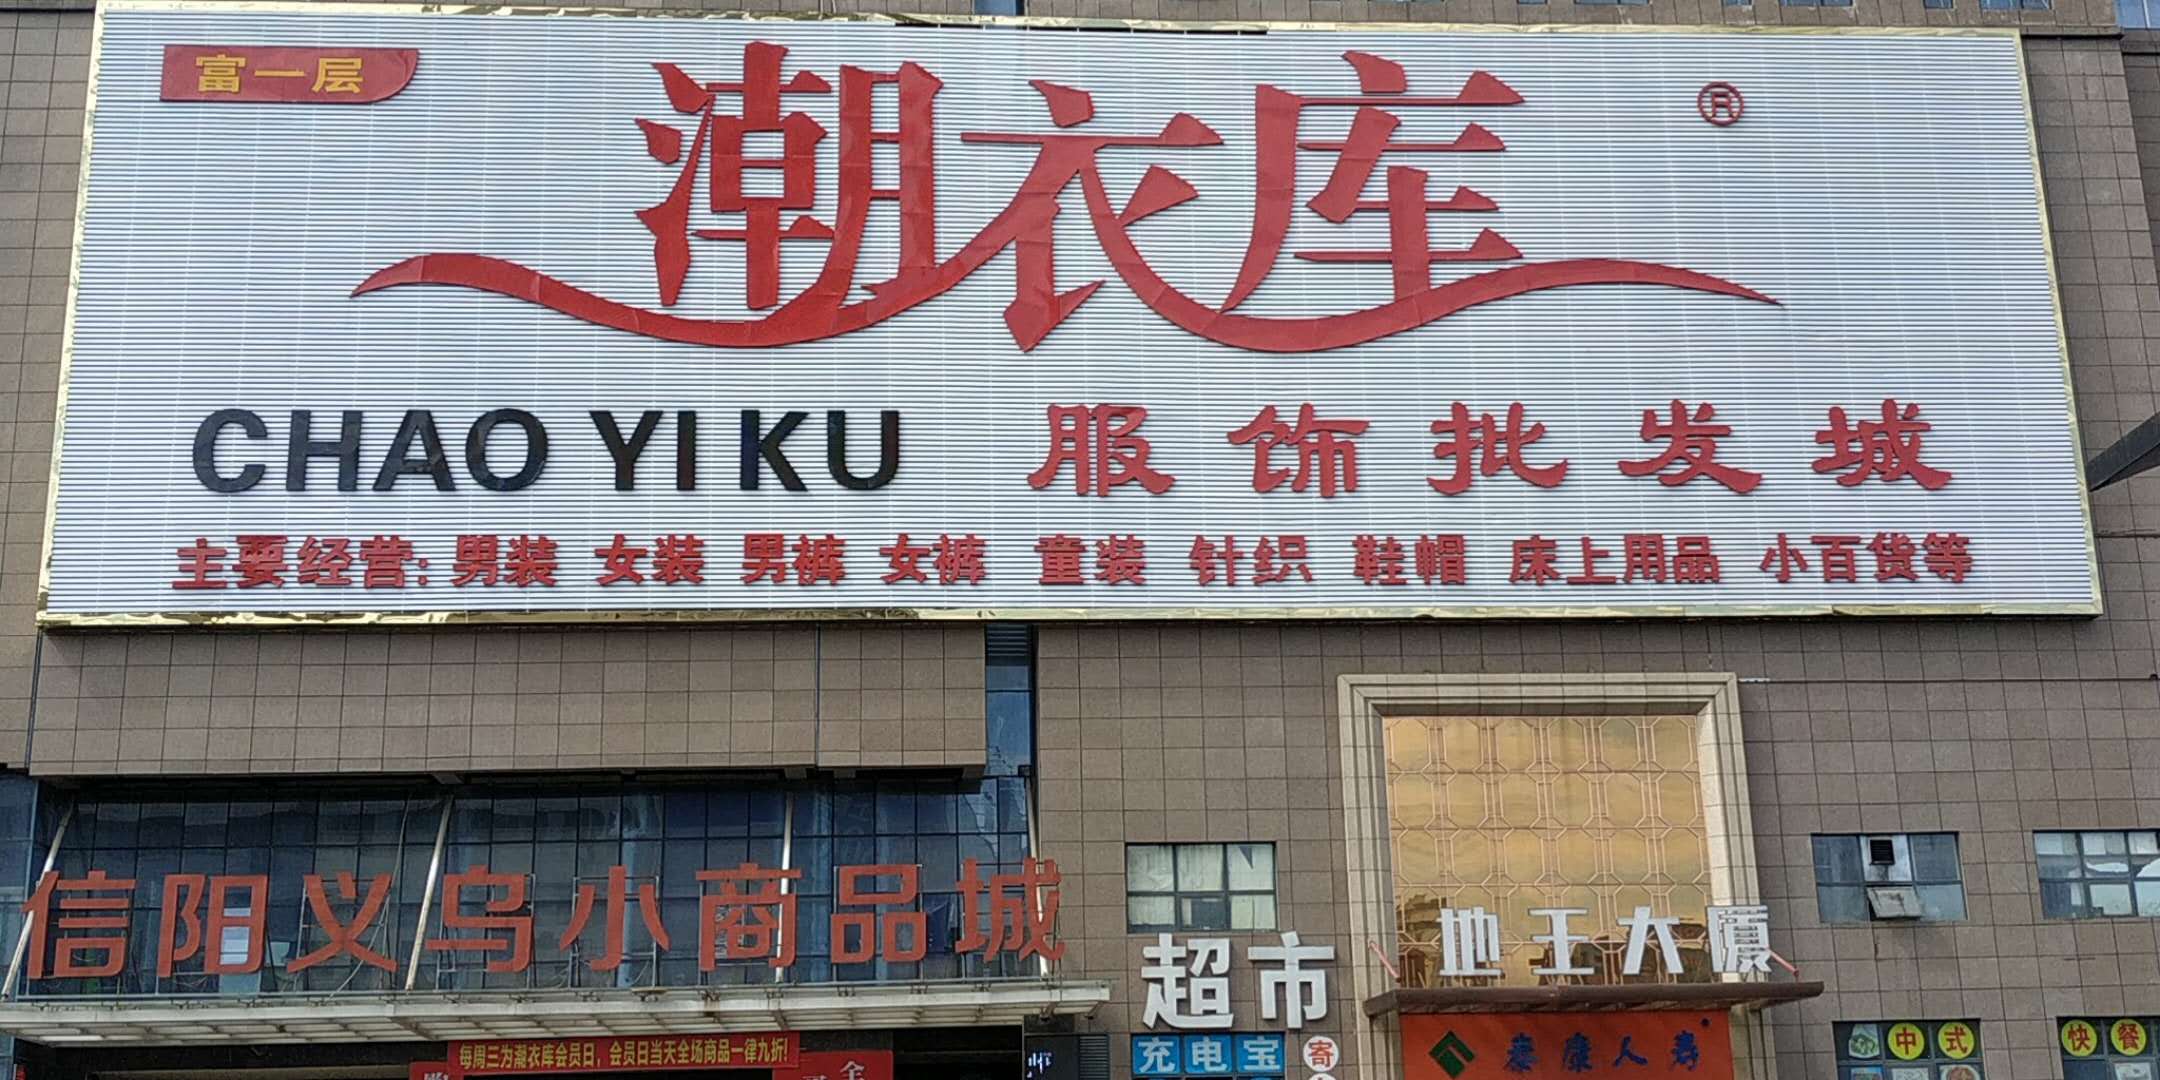 富一层
潮衣库®
CHAO YI KU 服饰批发城
主要经营:男装 女装 男裤 女裤 童装 针织 鞋帽 床上用品 小百货等
信阳义乌小商品城
超市
地王大厦
充电宝
寄
泰康人寿
中式
快餐
每周三为潮衣库会员日,会员日当天全场商品一律九折!
全